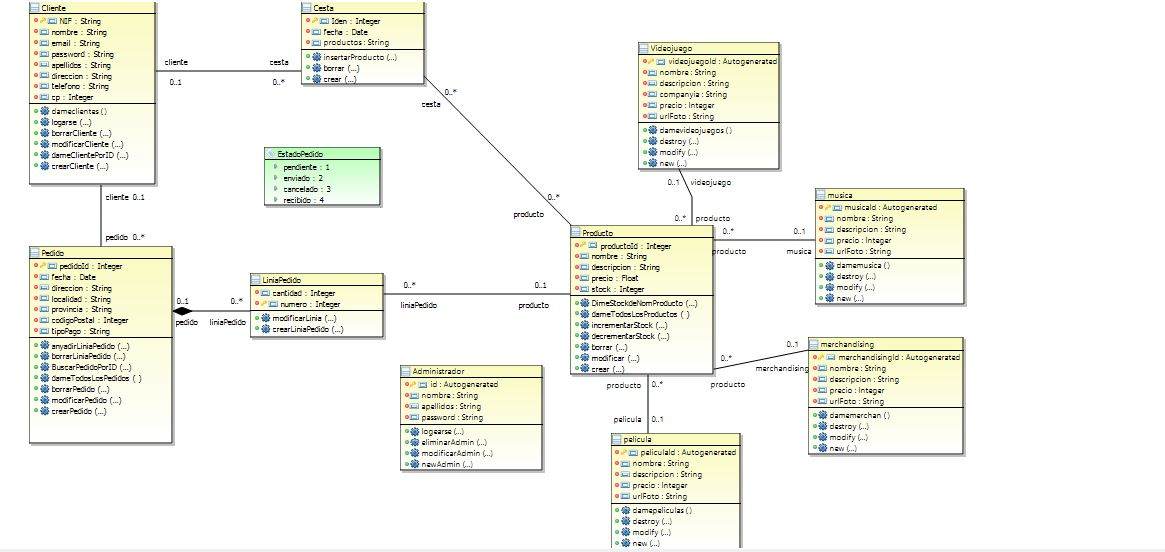 Cliente
NIF : String
nombre : String
email : String
password : String
apellidos : String
direccion : String
telefono : String
cp : Integer
dameclientes ()
logarse (...)
borrarCliente (...)
modificarCliente (...)
dameClientePorID (...)
crearCliente (...)
cliente
0..1
cesta
0..*
Cesta
Iden : Integer
fecha : Date
productos : String
insertarProducto (...)
borrar (...)
crear (...)
0..*
cesta
0..*
producto
EstadoPedido
pendiente : 1
enviado : 2
cancelado : 3
recibido : 4
Videojuego
videojuegoId : Autogenerated
nombre : String
descripcion : String
companyia : String
precio : Integer
urlFoto : String
damevideojuegos ()
destroy (...)
modify (...)
new (...)
0..1 videojuego
0..* producto
cliente 0..1
pedido 0..*
musica
musicaId : Autogenerated
nombre : String
descripcion : String
precio : Integer
urlFoto : String
damemusica ()
destroy (...)
modify (...)
new (...)
0..* 0..1
producto musica
Producto
productoId : Integer
nombre : String
descripcion : String
precio : Float
stock : Integer
DimeStockdeNomProducto (...)
dameTodosLosProductos ( )
incrementarStock (...)
decrementarStock (...)
borrar (...)
modificar (...)
crear (...)
Pedido
pedidoId : Integer
fecha : Date
direccion : String
localidad : String
provincia : String
codigoPostal : Integer
tipoPago : String
anyadirLiniaPedido (...)
borrarLiniaPedido (...)
BuscarPedidoPorID (...)
dameTodosLosPedidos ( )
borrarPedido (...)
modificarPedido (...)
crearPedido (...)
0..1 0..*
pedido liniaPedido
LiniaPedido
cantidad : Integer
numero : Integer
modificarLinia (...)
crearLiniaPedido (...)
0..* 0..1
liniaPedido producto
merchandising
merchandisingId : Autogenerated
nombre : String
descripcion : String
precio : Integer
urlFoto : String
damemerchan ()
destroy (...)
modify (...)
new (...)
0..1
0..* merchandising
producto
Administrador
id : Autogenerated
nombre : String
apellidos : String
password : String
logearse (...)
eliminarAdmin (...)
modificarAdmin (...)
newAdmin (...)
producto 0..*
pelicula 0..1
pelicula
peliculaId : Autogenerated
nombre : String
descripcion : String
precio : Integer
urlFoto : String
damepeliculas ()
destroy (...)
modify (...)
new (...)